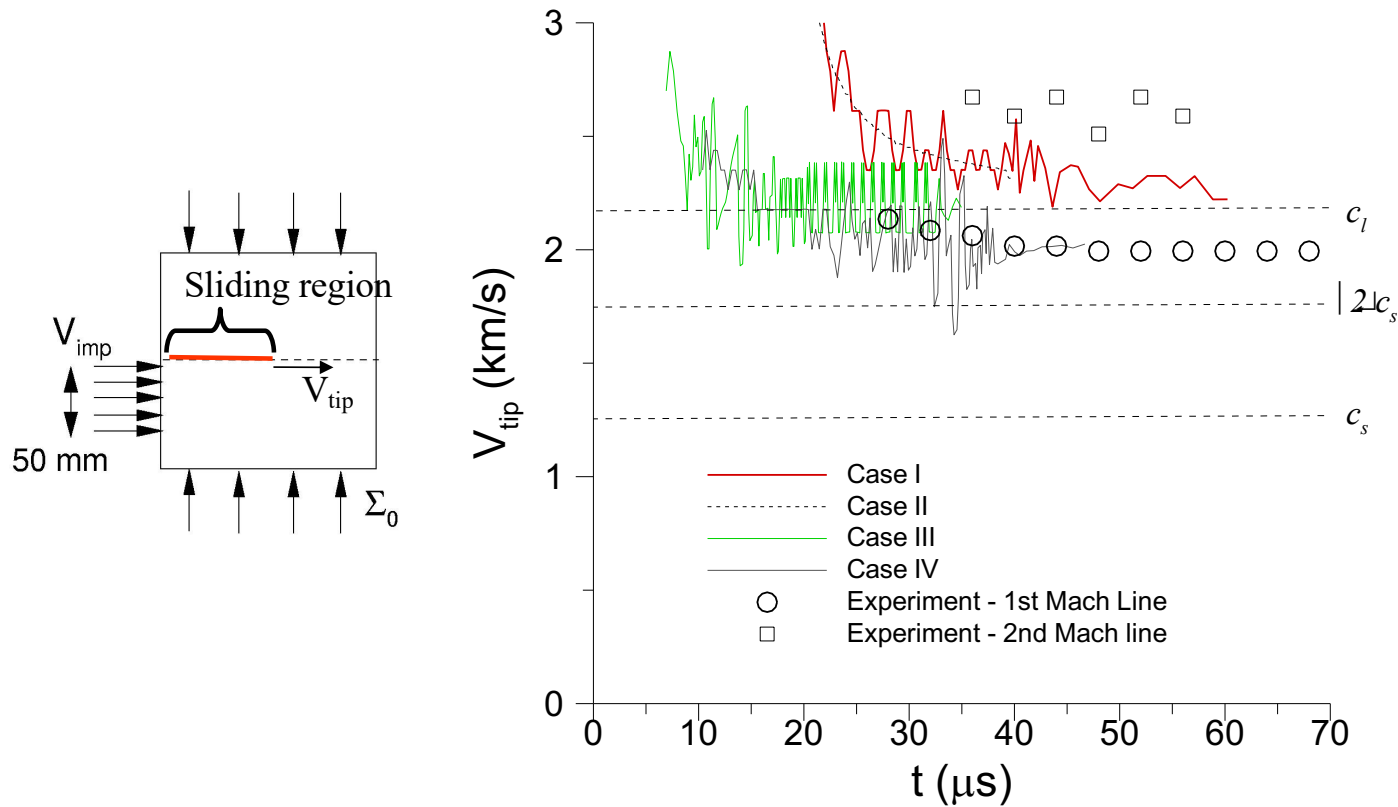 Sliding region
V_imp
V_tip
50 mm
Σ_0
3
2
1
0
V_tip (km/s)
c_l
| 2 c_s
c_s
Case I
Case II
Case III
Case IV
Experiment - 1st Mach Line
Experiment - 2nd Mach line
0 10 20 30 40 50 60 70
t (μs)